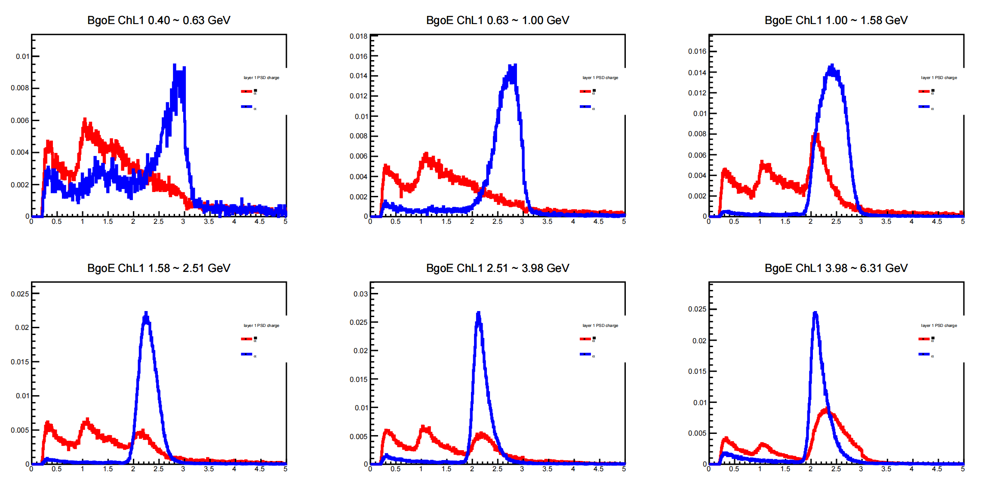 BgoE ChL1 0.40 ~ 0.63 GeV
0.01
0.008
0.006
0.004
0.002
0
0 0.5 1 1.5 2 2.5 3 3.5 4 4.5 5
layer 1 PSD charge
α
α
BgoE ChL1 0.63 ~ 1.00 GeV
0.018
0.016
0.014
0.012
0.01
0.008
0.006
0.004
0.002
0
0 0.5 1 1.5 2 2.5 3 3.5 4 4.5 5
layer 1 PSD charge
α
α
BgoE ChL1 1.00 ~ 1.58 GeV
0.016
0.014
0.012
0.01
0.008
0.006
0.004
0.002
0
0 0.5 1 1.5 2 2.5 3 3.5 4 4.5 5
layer 1 PSD charge
α
α
BgoE ChL1 1.58 ~ 2.51 GeV
0.025
0.02
0.015
0.01
0.005
0
0 0.5 1 1.5 2 2.5 3 3.5 4 4.5 5
layer 1 PSD charge
α
α
BgoE ChL1 2.51 ~ 3.98 GeV
0.03
0.025
0.02
0.015
0.01
0.005
0
0 0.5 1 1.5 2 2.5 3 3.5 4 4.5 5
layer 1 PSD charge
α
α
BgoE ChL1 3.98 ~ 6.31 GeV
0.025
0.02
0.015
0.01
0.005
0
0 0.5 1 1.5 2 2.5 3 3.5 4 4.5 5
layer 1 PSD charge
α
α